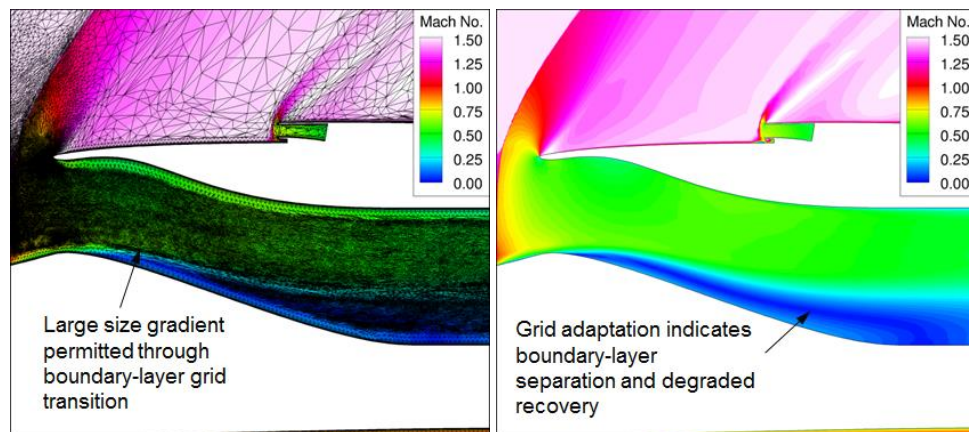 Mach No.
1.50
1.25
1.00
0.75
0.50
0.25
0.00
Large size gradient
permitted through
boundary-layer grid
transition
Mach No.
1.50
1.25
1.00
0.75
0.50
0.25
0.00
Grid adaptation indicates
boundary-layer
separation and degraded
recovery